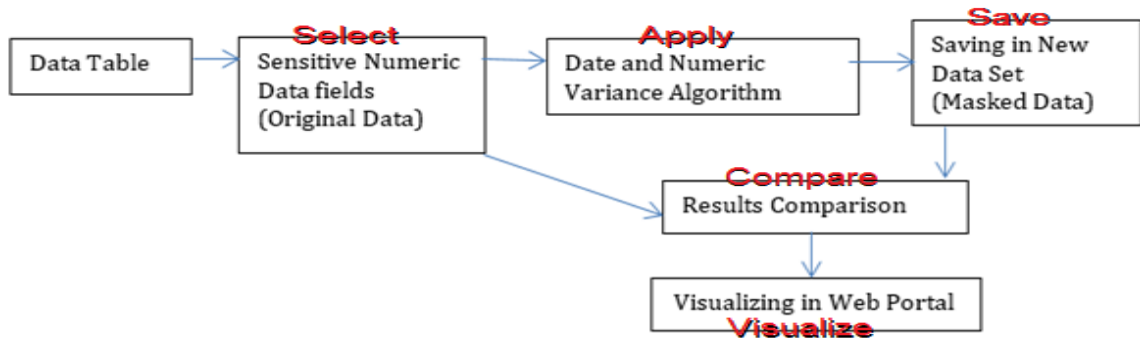 Data Table
Select
Sensitive Numeric
Data fields
(Original Data)
Apply
Date and Numeric
Variance Algorithm
Save
Saving in New
Data Set
(Masked Data)
Compare
Results Comparison
Visualizing in Web Portal
Visualize